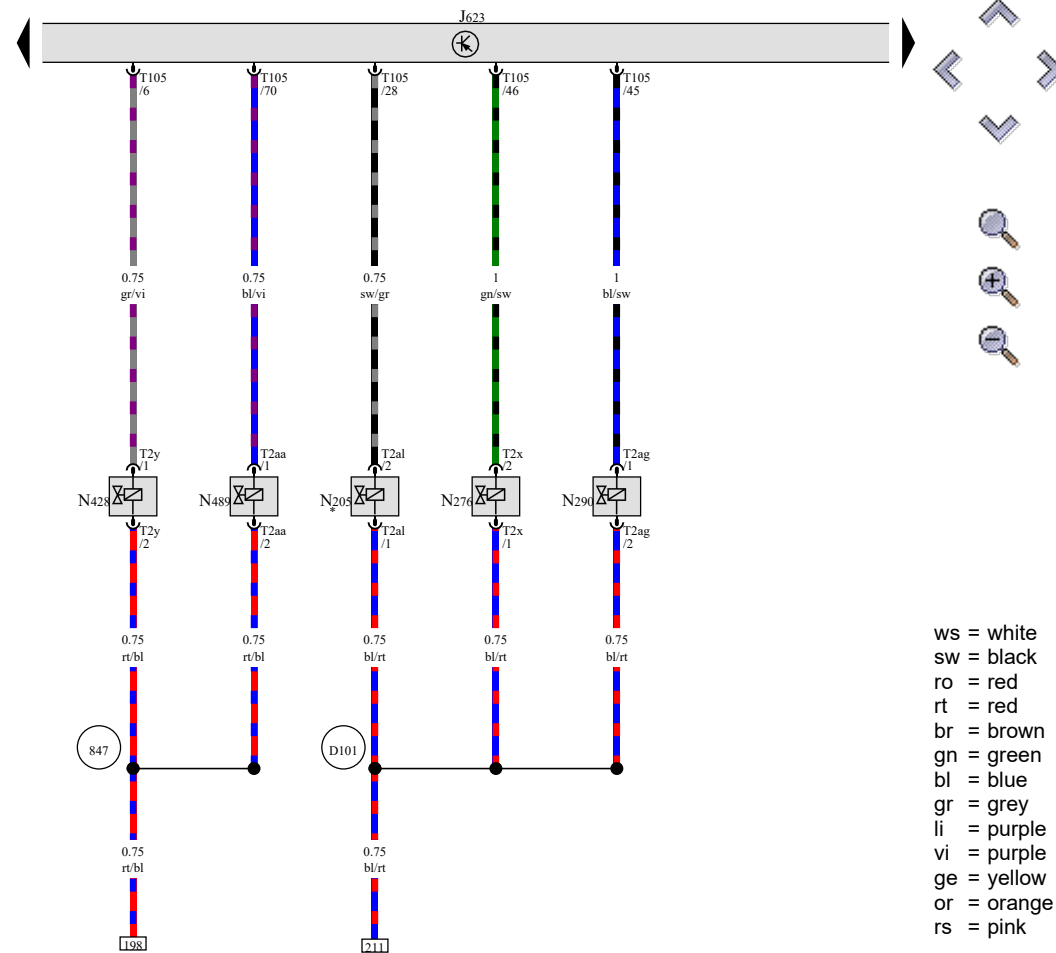 J623
T105 T105 T105 T105 T105
/6 /70 /28 /46 /45
0.75 0.75 0.75 1 1
gr/vi bl/vi sw/gr gn/sw bl/sw
T2y T2aa T2al T2x T2ag
/1 /1 /2 /2 /1
N428 N489 N205 N276 N290
*
T2y T2aa T2al T2x T2ag
/2 /2 /1 /1 /2
0.75 0.75 0.75 0.75 0.75
rt/bl rt/bl bl/rt bl/rt bl/rt
847 D101
0.75 0.75
rt/bl bl/rt
198 211
ws = white
sw = black
ro = red
rt = red
br = brown
gn = green
bl = blue
gr = grey
li = purple
vi = purple
ge = yellow
or = orange
rs = pink